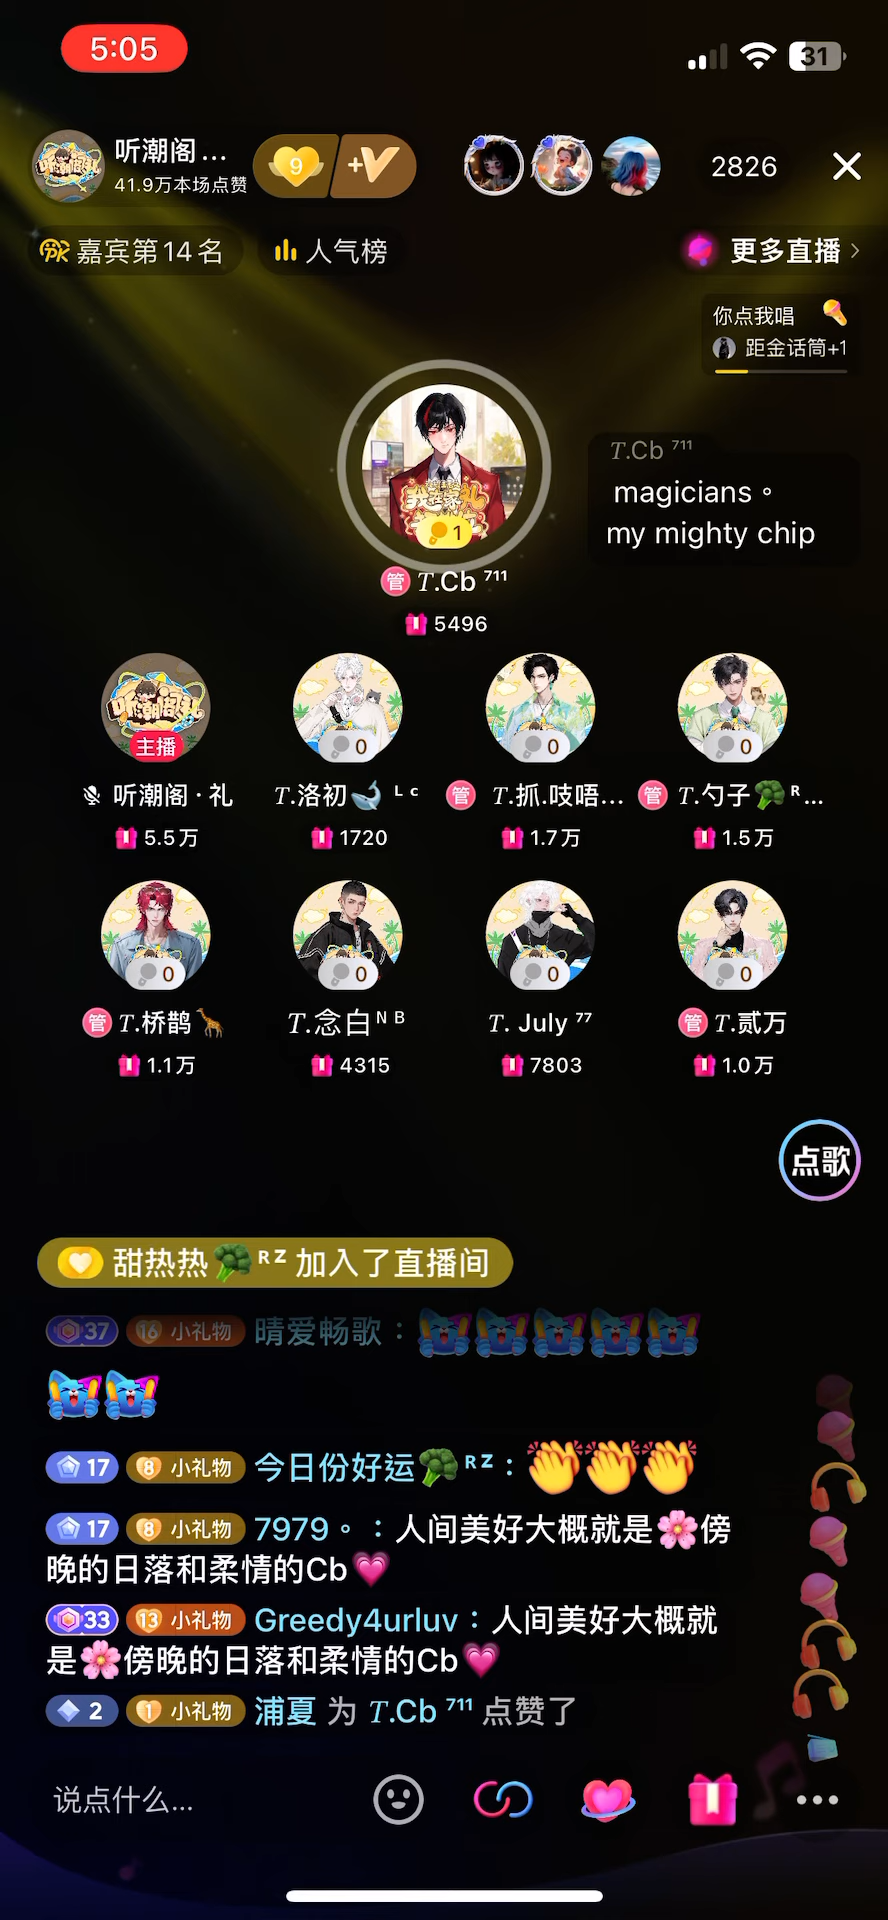 5:05
31
听潮阁...
41.9万本场点赞
9
+V
2826
PK 嘉宾第14名
人气榜
更多直播
你点我唱
距金话筒+1
T.Cb 711
magicians。
my mighty chip
1
管 T.Cb 711
5496
主播
0
0
0
听潮阁·礼
T.洛初 L c
管 T.抓.吱唔...
管 T.勺子 R...
5.5万
1720
1.7万
1.5万
0
0
0
0
管 T.桥鹊
T.念白 N B
T. July 77
管 T.贰万
1.1万
4315
7803
1.0万
点歌
甜热热 R Z 加入了直播间
37 16 小礼物 晴爱畅歌：
17 8 小礼物 今日份好运 R Z：
17 8 小礼物 7979。：人间美好大概就是🌸傍
晚的日落和柔情的Cb💗
33 13 小礼物 Greedy4urluv：人间美好大概就
是🌸傍晚的日落和柔情的Cb💗
2 1 小礼物 浦夏 为 T.Cb 711 点赞了
说点什么...